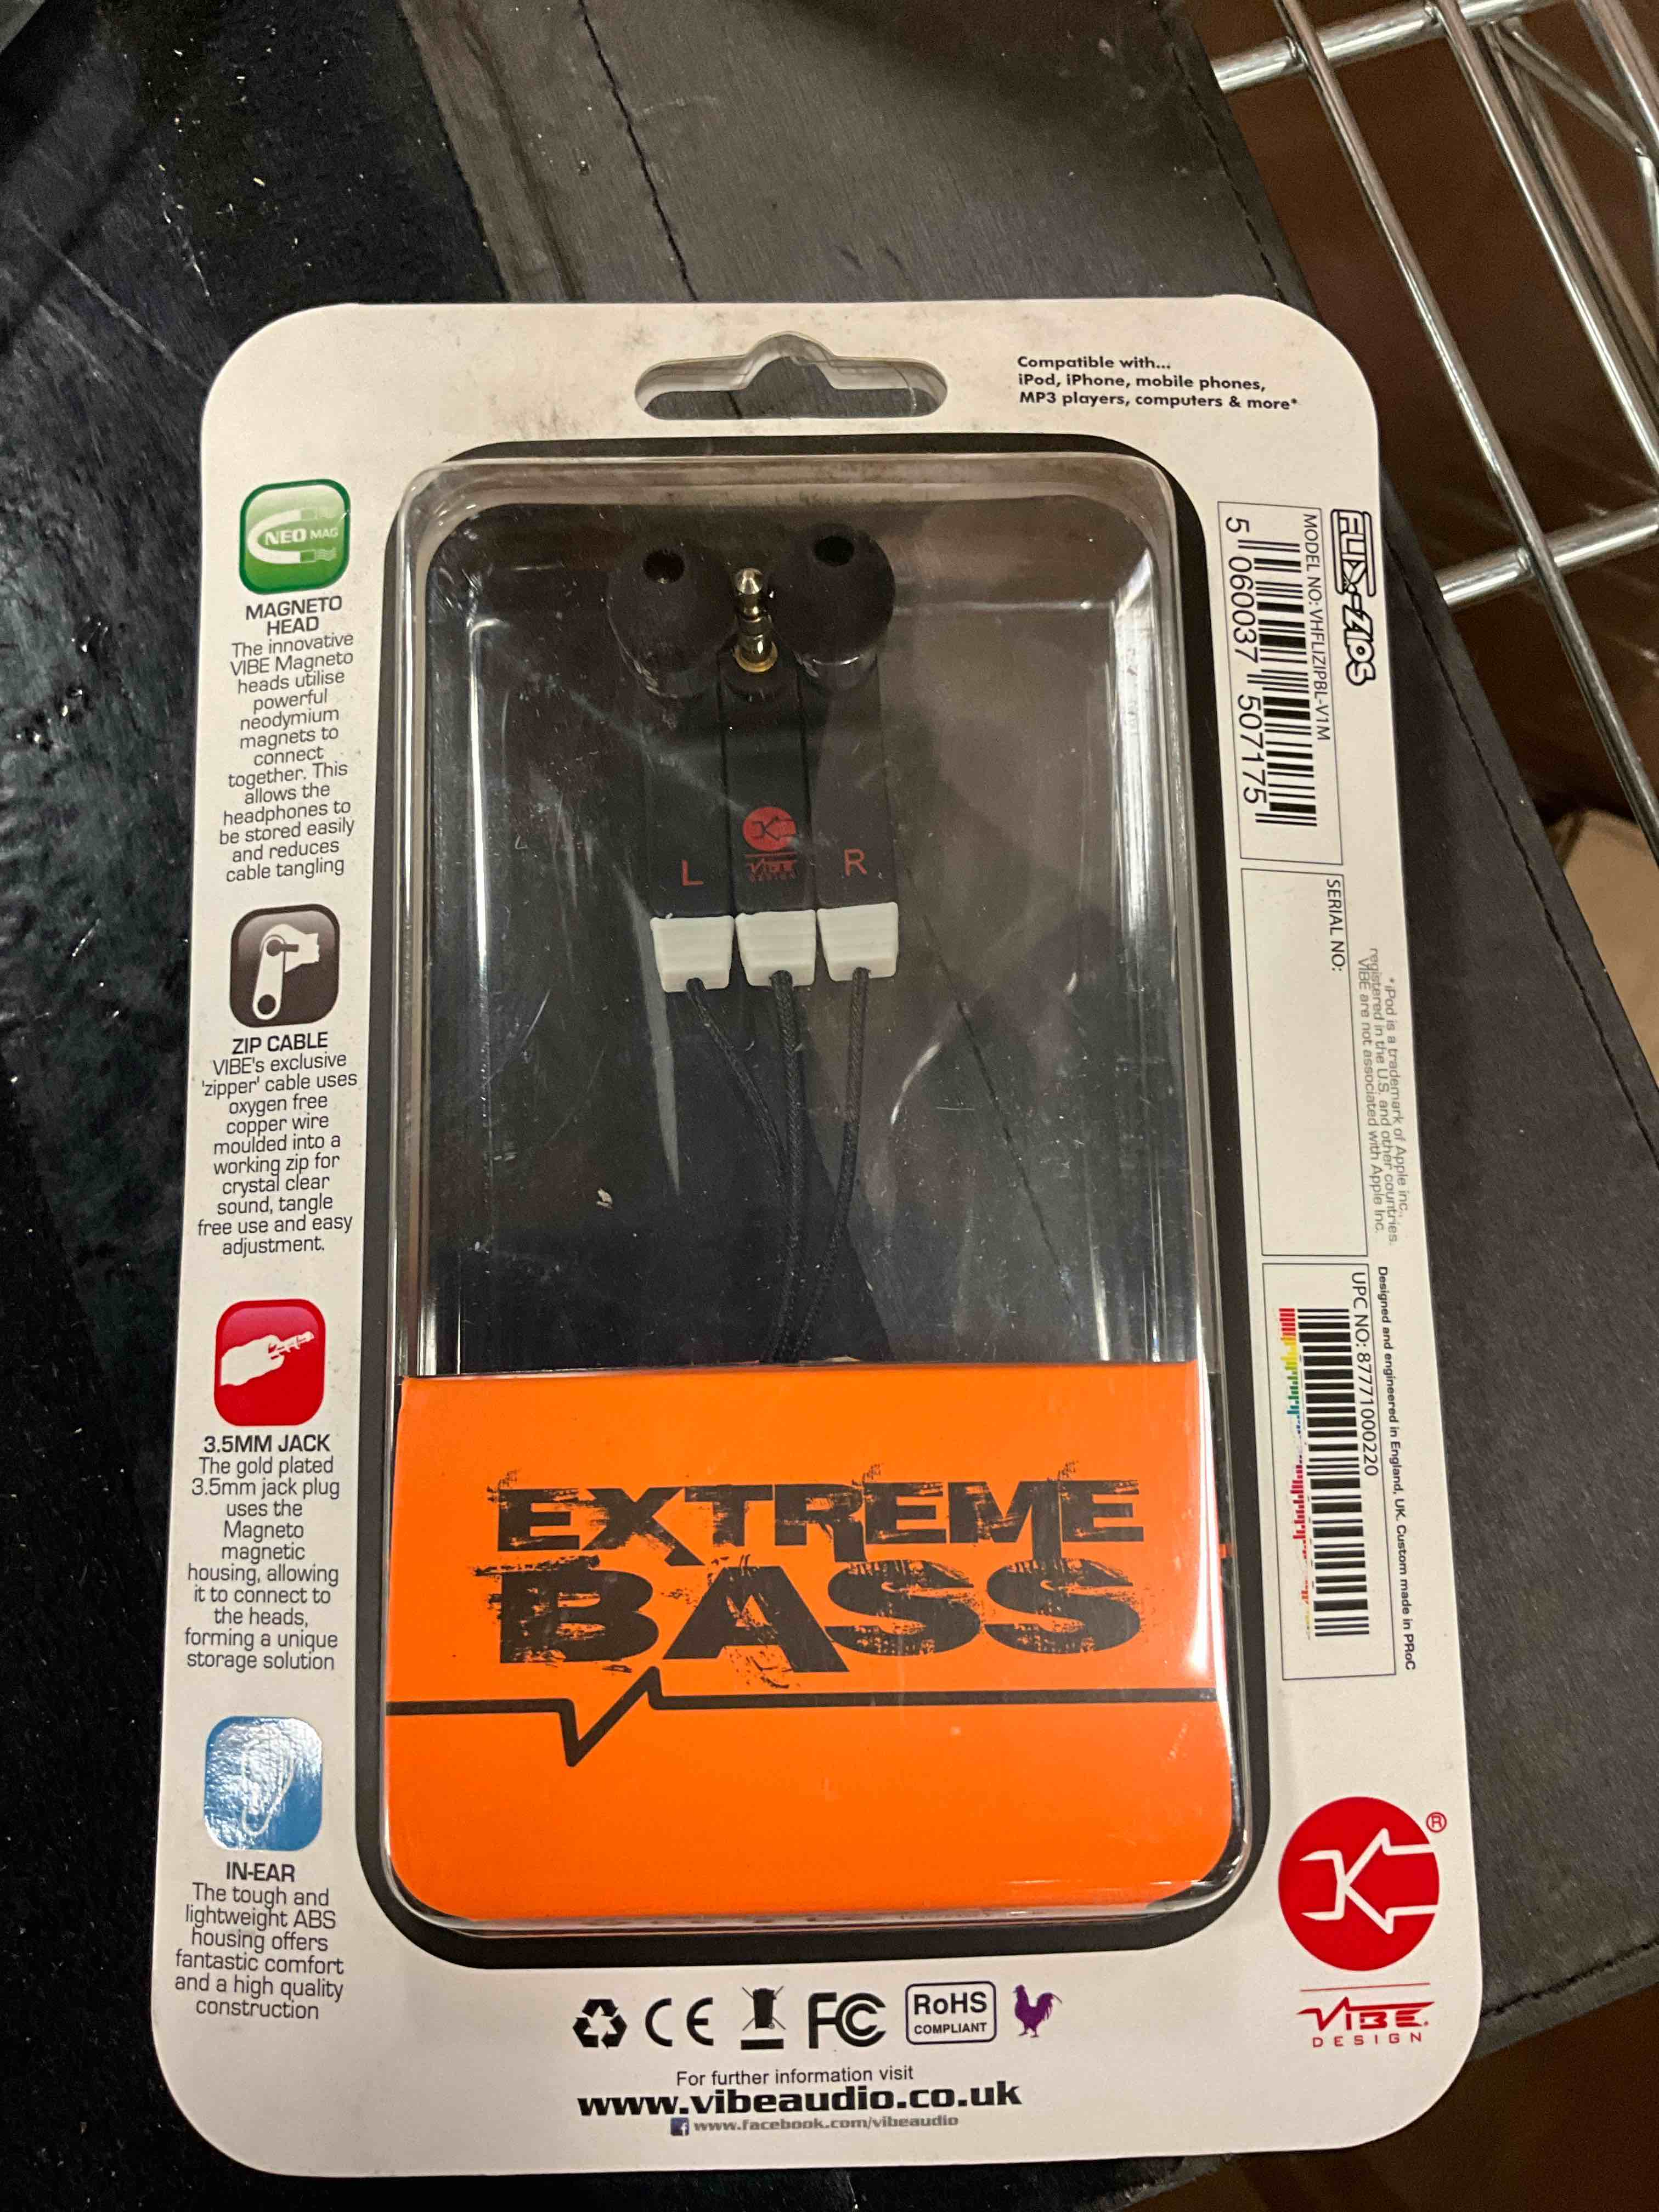 Compatible with...
iPod, iPhone, mobile phones,
MP3 players, computers & more*
NEO MAG
MAGNETO
HEAD
The innovative
VIBE Magneto
heads utilise
powerful
neodymium
magnets to
connect
together. This
allows the
headphones to
be stored easily
and reduces
cable tangling
ZIP CABLE
VIBE's exclusive
'zipper' cable uses
oxygen free
copper wire
moulded into a
working zip for
crystal clear
sound, tangle
free use and easy
adjustment.
3.5MM JACK
The gold plated
3.5mm jack plug
uses the
Magneto
magnetic
housing, allowing
it to connect to
the heads,
forming a unique
storage solution
IN-EAR
The tough and
lightweight ABS
housing offers
fantastic comfort
and a high quality
construction
L
VIBE
DESIGN
R
EXTREME
BASS
FLI-ZIPS
MODEL NO: VHFLIZIPBL-V1M
5 060037 507175
SERIAL NO:
*iPod is a trademark of Apple inc.,
registered in the U.S. and other countries.
VIBE are not associated with Apple Inc.
Designed and engineered in England, UK. Custom made in PRoC
UPC NO: 87771000220
®
VIBE.
DESIGN
CE
FC
RoHS
COMPLIANT
For further information visit
www.vibeaudio.co.uk
f www.facebook.com/vibeaudio